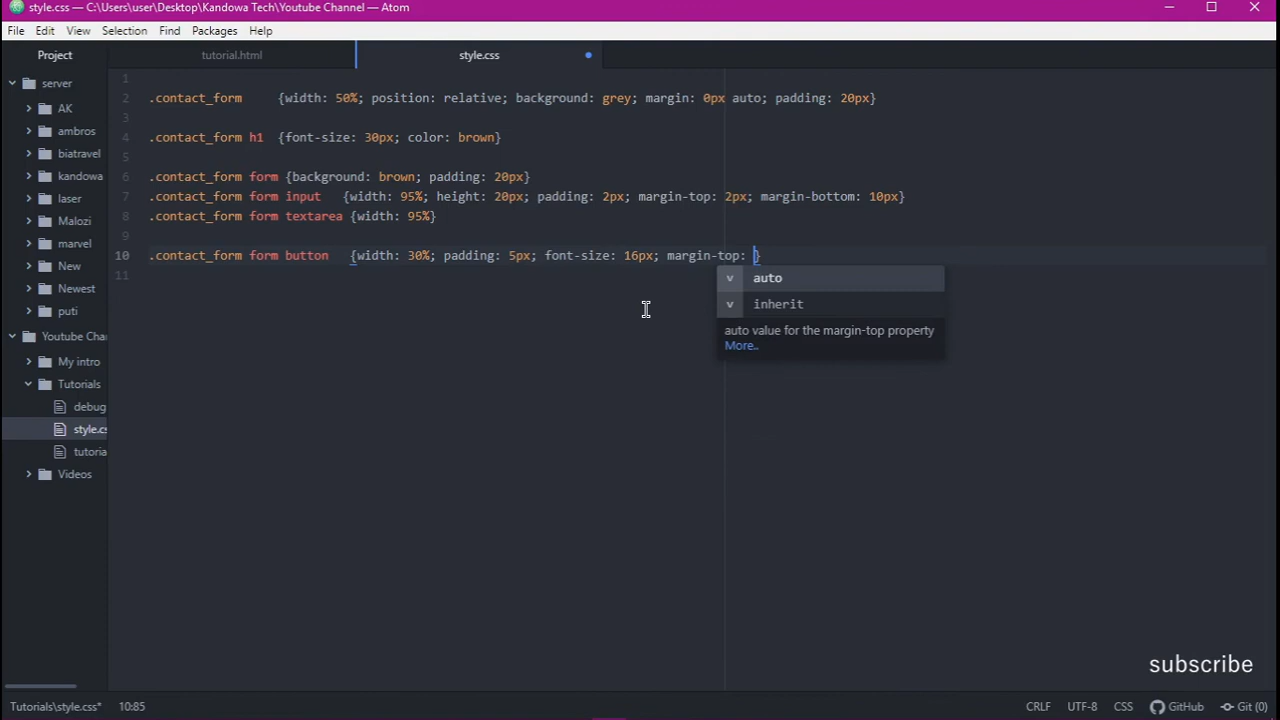 style.css — C:\Users\user\Desktop\Kandowa Tech\Youtube Channel — Atom
File Edit View Selection Find Packages Help
Project
tutorial.html
style.css
server
AK
ambros
biatravel
kandowa
laser
Malozi
marvel
New
Newest
puti
Youtube Cha
My intro
Tutorials
debug
style.cs
tutoria
Videos
1
2 .contact_form {width: 50%; position: relative; background: grey; margin: 0px auto; padding: 20px}
3
4 .contact_form h1 {font-size: 30px; color: brown}
5
6 .contact_form form {background: brown; padding: 20px}
7 .contact_form form input {width: 95%; height: 20px; padding: 2px; margin-top: 2px; margin-bottom: 10px}
8 .contact_form form textarea {width: 95%}
9
10 .contact_form form button {width: 30%; padding: 5px; font-size: 16px; margin-top: }
11
v auto
v inherit
auto value for the margin-top property
More..
subscribe
Tutorials\style.css* 10:85 CRLF UTF-8 CSS GitHub Git (0)